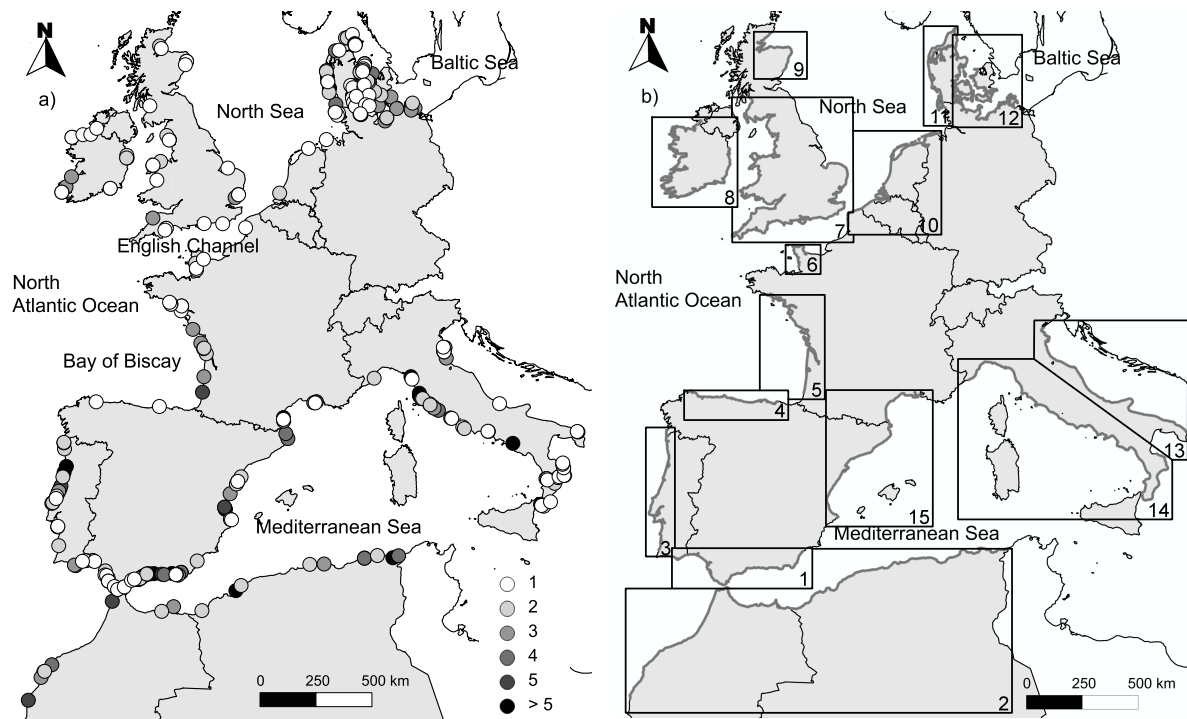 N
a)
Baltic Sea
North Sea
English Channel
North
Atlantic Ocean
Bay of Biscay
Mediterranean Sea
1
2
3
4
5
> 5
0 250 500 km
N
b)
Baltic Sea
North Sea
9
11
12
8
7
10
6
North
Atlantic Ocean
5
4
13
14
15
Mediterranean Sea
3
1
2
0 250 500 km